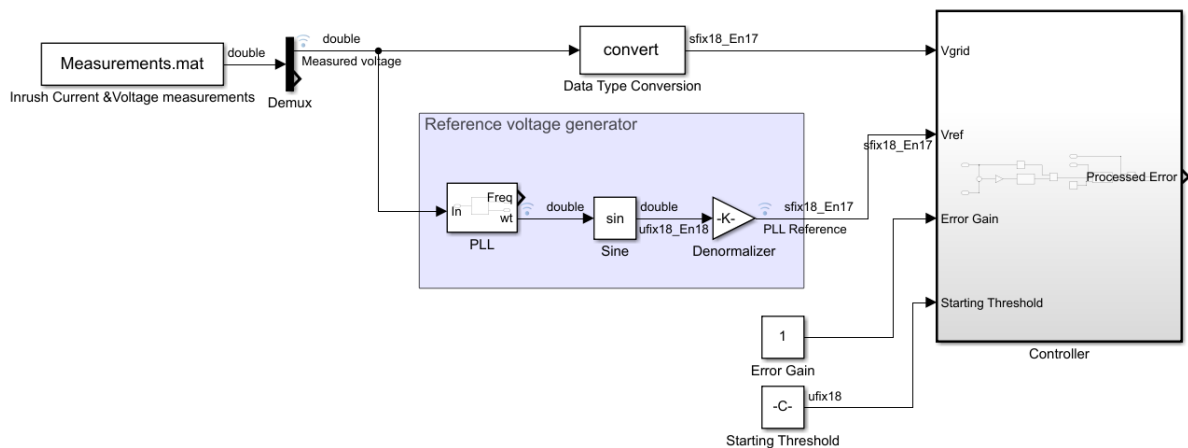 Measurements.mat
Inrush Current &Voltage measurements
double
Demux
double
Measured voltage
convert
Data Type Conversion
sfix18_En17
Reference voltage generator
In
Freq
wt
PLL
double
sin
Sine
double
ufix18_En18
-K-
Denormalizer
sfix18_En17
PLL Reference
sfix18_En17
1
Error Gain
-C-
Starting Threshold
ufix18
Vgrid
Vref
Error Gain
Starting Threshold
Processed Error
Controller